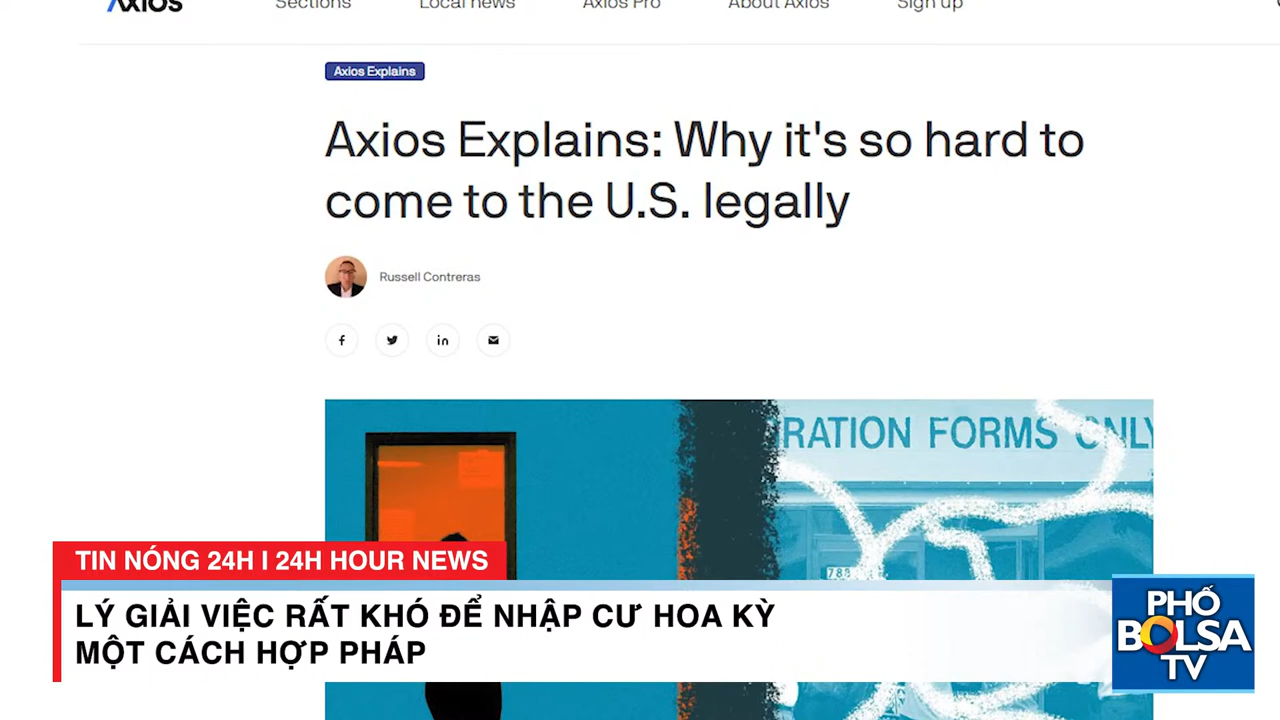 Axios
Sections
Local news
Axios Pro
About Axios
Sign up
Axios Explains
Axios Explains: Why it's so hard to
come to the U.S. legally
Russell Contreras
RATION FORMS ONLY
788
TIN NÓNG 24H I 24H HOUR NEWS
LÝ GIẢI VIỆC RẤT KHÓ ĐỂ NHẬP CƯ HOA KỲ
MỘT CÁCH HỢP PHÁP
PHỐ
BOLSA
TV